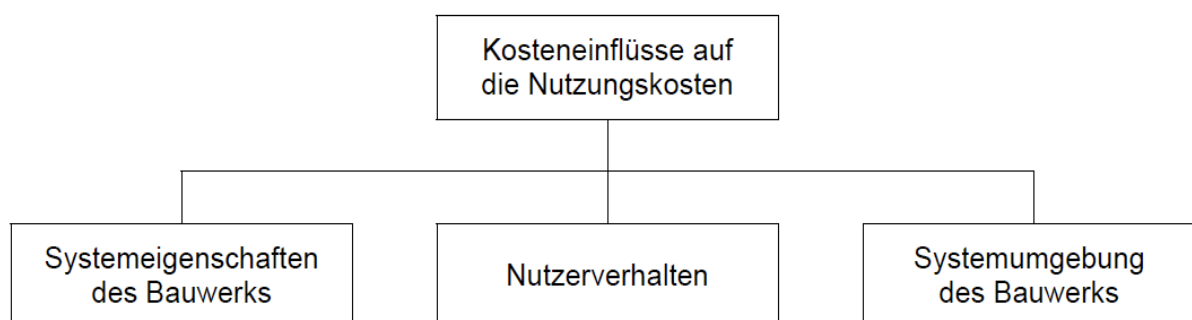 Kosteneinflüsse auf
die Nutzungskosten
Systemeigenschaften
des Bauwerks
Nutzerverhalten
Systemumgebung
des Bauwerks